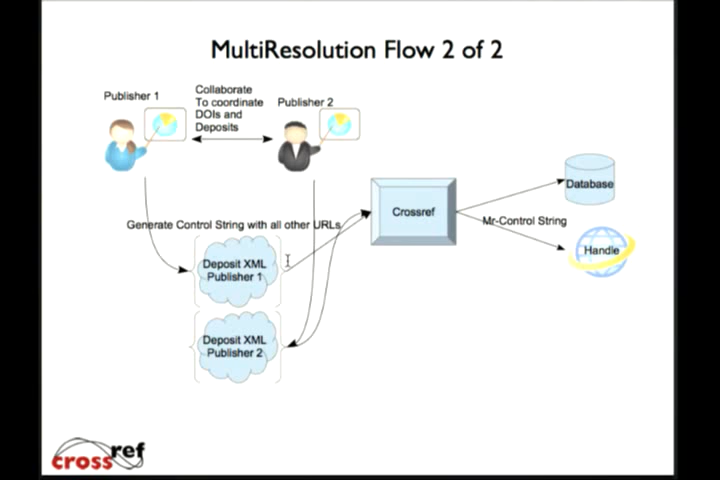 MultiResolution Flow 2 of 2
Publisher 1
Collaborate
To coordinate
DOIs and
Deposits
Publisher 2
Database
Crossref
Mr-Control String
Generate Control String with all other URLs
Handle
Deposit XML
Publisher 1
Deposit XML
Publisher 2
crossref